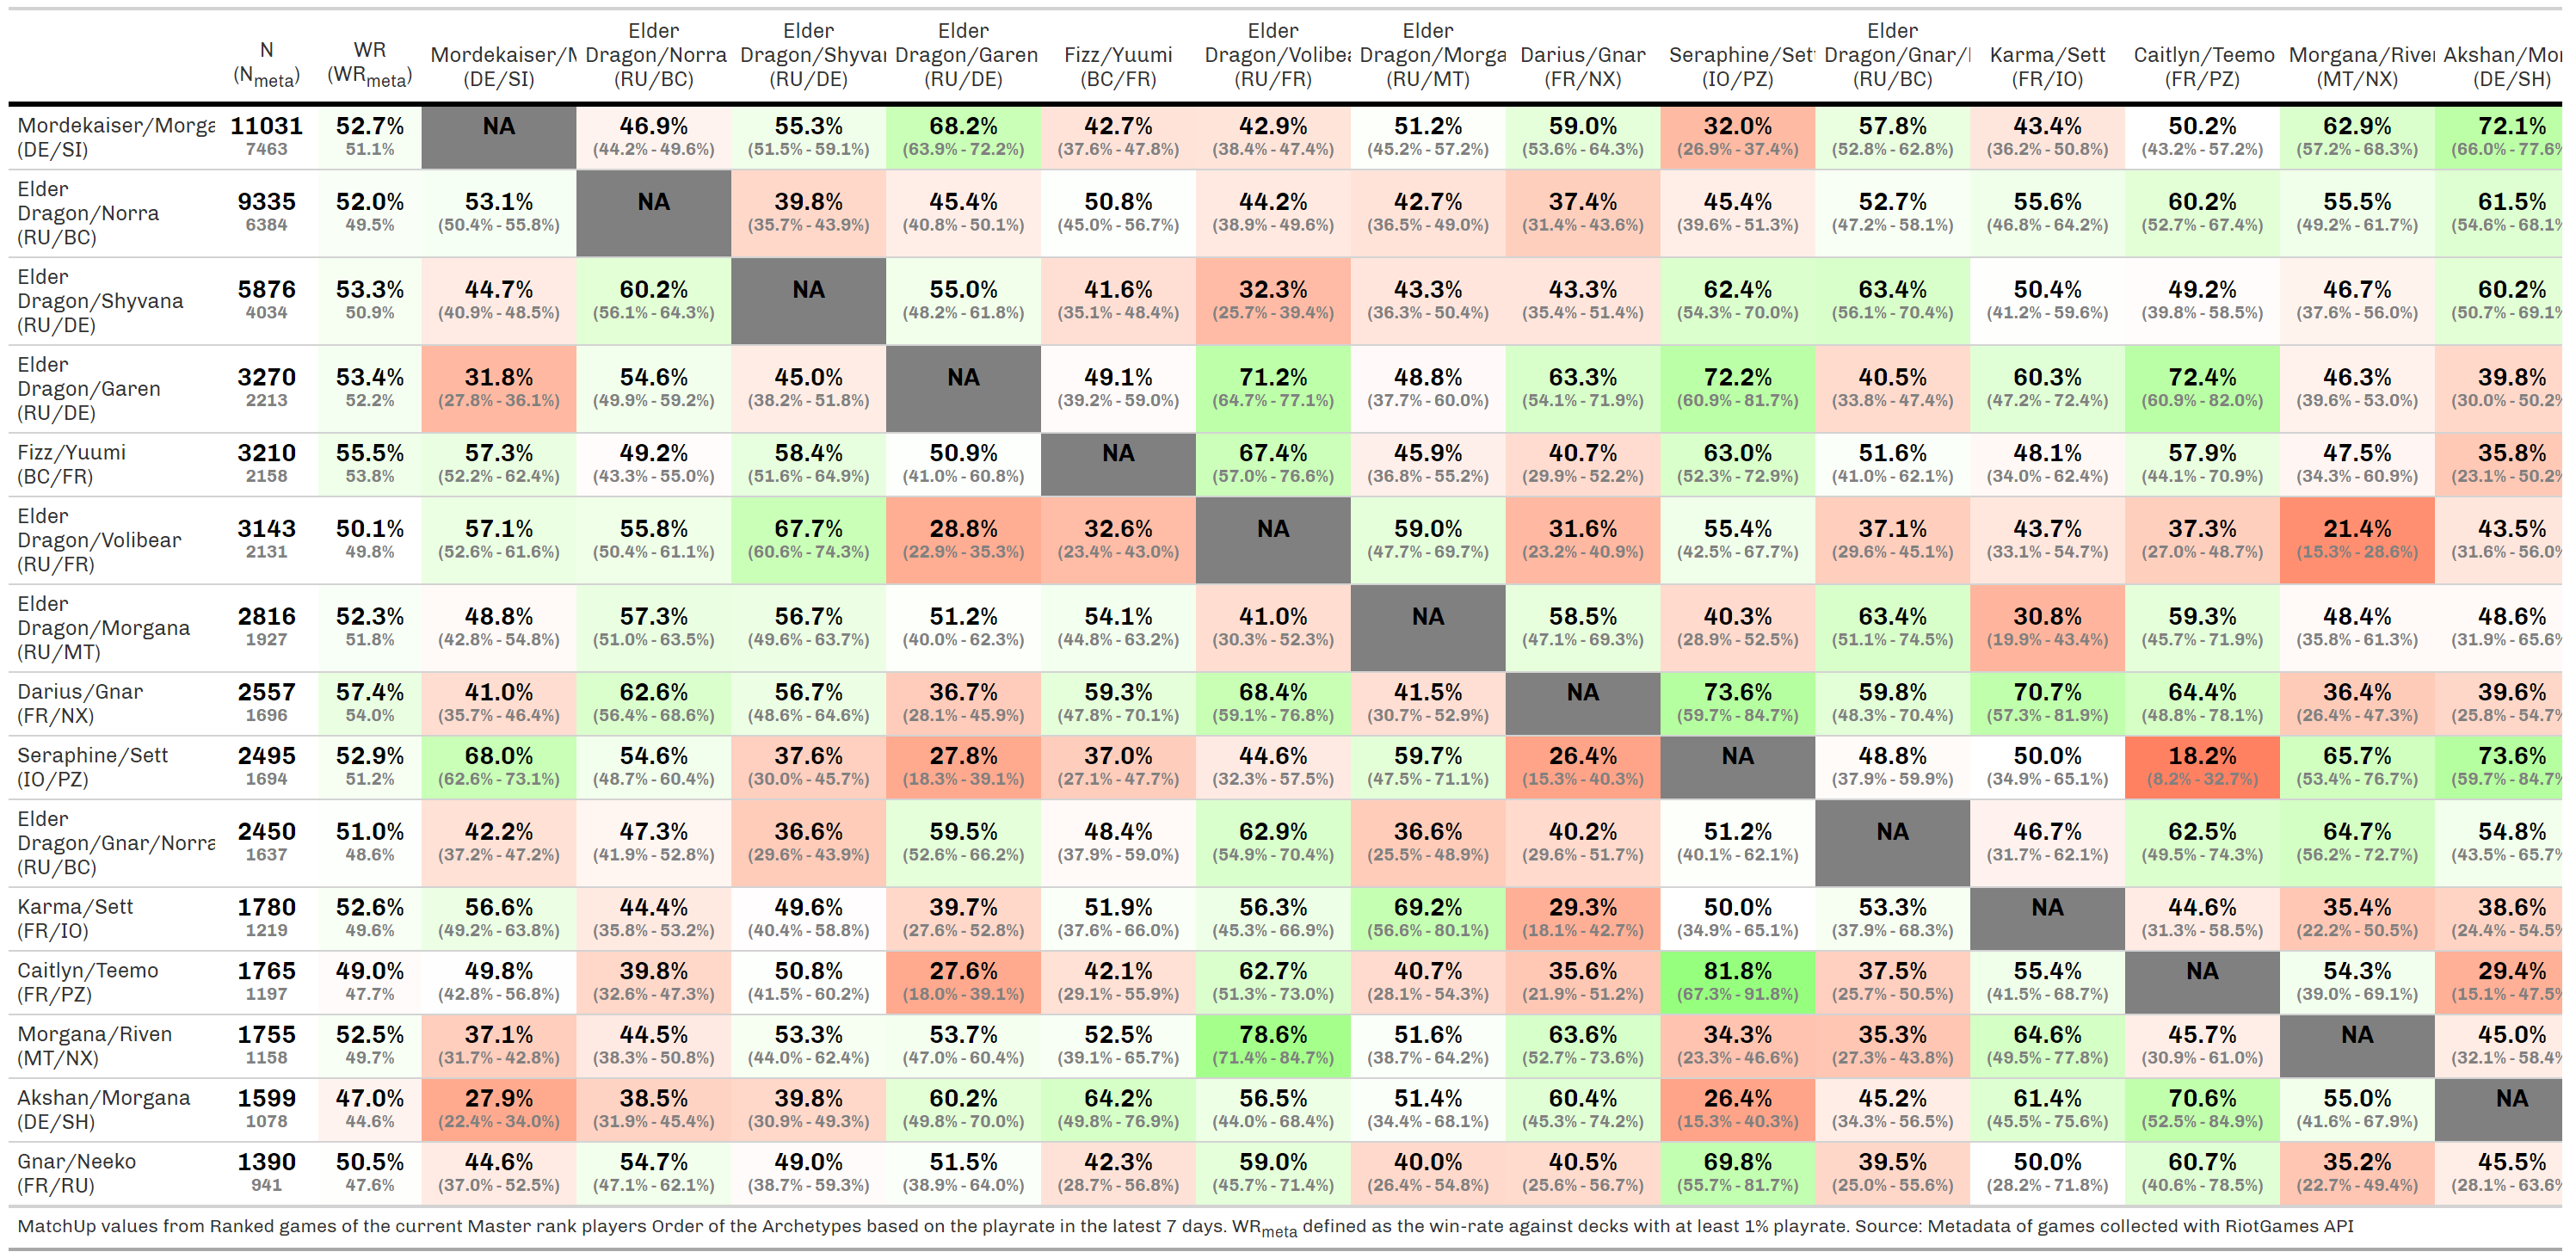 Elder Elder Elder Elder Elder Elder
N WR Mordekaiser/M Dragon/Norra Dragon/Shyvar Dragon/Garen Fizz/Yuumi Dragon/Volibea Dragon/Morga Darius/Gnar Seraphine/Sett Dragon/Gnar/ Karma/Sett Caitlyn/Teemo Morgana/River Akshan/Mor
(Nmeta) (WRmeta) (DE/SI) (RU/BC) (RU/DE) (RU/DE) (BC/FR) (RU/FR) (RU/MT) (FR/NX) (IO/PZ) (RU/BC) (FR/IO) (FR/PZ) (MT/NX) (DE/SH)
Mordekaiser/Morga 11031 52.7% NA 46.9% 55.3% 68.2% 42.7% 42.9% 51.2% 59.0% 32.0% 57.8% 43.4% 50.2% 62.9% 72.1%
(DE/SI) 7463 51.1% (44.2% - 49.6%) (51.5% - 59.1%) (63.9% - 72.2%) (37.6% - 47.8%) (38.4% - 47.4%) (45.2% - 57.2%) (53.6% - 64.3%) (26.9% - 37.4%) (52.8% - 62.8%) (36.2% - 50.8%) (43.2% - 57.2%) (57.2% - 68.3%) (66.0% - 77.6%
Elder
Dragon/Norra 9335 52.0% 53.1% NA 39.8% 45.4% 50.8% 44.2% 42.7% 37.4% 45.4% 52.7% 55.6% 60.2% 55.5% 61.5%
(RU/BC) 6384 49.5% (50.4% - 55.8%) (35.7% - 43.9%) (40.8% - 50.1%) (45.0% - 56.7%) (38.9% - 49.6%) (36.5% - 49.0%) (31.4% - 43.6%) (39.6% - 51.3%) (47.2% - 58.1%) (46.8% - 64.2%) (52.7% - 67.4%) (49.2% - 61.7%) (54.6% - 68.1%
Elder
Dragon/Shyvana 5876 53.3% 44.7% 60.2% NA 55.0% 41.6% 32.3% 43.3% 43.3% 62.4% 63.4% 50.4% 49.2% 46.7% 60.2%
(RU/DE) 4034 50.9% (40.9% - 48.5%) (56.1% - 64.3%) (48.2% - 61.8%) (35.1% - 48.4%) (25.7% - 39.4%) (36.3% - 50.4%) (35.4% - 51.4%) (54.3% - 70.0%) (56.1% - 70.4%) (41.2% - 59.6%) (39.8% - 58.5%) (37.6% - 56.0%) (50.7% - 69.1%
Elder
Dragon/Garen 3270 53.4% 31.8% 54.6% 45.0% NA 49.1% 71.2% 48.8% 63.3% 72.2% 40.5% 60.3% 72.4% 46.3% 39.8%
(RU/DE) 2213 52.2% (27.8% - 36.1%) (49.9% - 59.2%) (38.2% - 51.8%) (39.2% - 59.0%) (64.7% - 77.1%) (37.7% - 60.0%) (54.1% - 71.9%) (60.9% - 81.7%) (33.8% - 47.4%) (47.2% - 72.4%) (60.9% - 82.0%) (39.6% - 53.0%) (30.0% - 50.2%
Fizz/Yuumi 3210 55.5% 57.3% 49.2% 58.4% 50.9% NA 67.4% 45.9% 40.7% 63.0% 51.6% 48.1% 57.9% 47.5% 35.8%
(BC/FR) 2158 53.8% (52.2% - 62.4%) (43.3% - 55.0%) (51.6% - 64.9%) (41.0% - 60.8%) (57.0% - 76.6%) (36.8% - 55.2%) (29.9% - 52.2%) (52.3% - 72.9%) (41.0% - 62.1%) (34.0% - 62.4%) (44.1% - 70.9%) (34.3% - 60.9%) (23.1% - 50.2%
Elder
Dragon/Volibear 3143 50.1% 57.1% 55.8% 67.7% 28.8% 32.6% NA 59.0% 31.6% 55.4% 37.1% 43.7% 37.3% 21.4% 43.5%
(RU/FR) 2131 49.8% (52.6% - 61.6%) (50.4% - 61.1%) (60.6% - 74.3%) (22.9% - 35.3%) (23.4% - 43.0%) (47.7% - 69.7%) (23.2% - 40.9%) (42.5% - 67.7%) (29.6% - 45.1%) (33.1% - 54.7%) (27.0% - 48.7%) (15.3% - 28.6%) (31.6% - 56.0%
Elder
Dragon/Morgana 2816 52.3% 48.8% 57.3% 56.7% 51.2% 54.1% 41.0% NA 58.5% 40.3% 63.4% 30.8% 59.3% 48.4% 48.6%
(RU/MT) 1927 51.8% (42.8% - 54.8%) (51.0% - 63.5%) (49.6% - 63.7%) (40.0% - 62.3%) (44.8% - 63.2%) (30.3% - 52.3%) (47.1% - 69.3%) (28.9% - 52.5%) (51.1% - 74.5%) (19.9% - 43.4%) (45.7% - 71.9%) (35.8% - 61.3%) (31.9% - 65.6%
Darius/Gnar 2557 57.4% 41.0% 62.6% 56.7% 36.7% 59.3% 68.4% 41.5% NA 73.6% 59.8% 70.7% 64.4% 36.4% 39.6%
(FR/NX) 1696 54.0% (35.7% - 46.4%) (56.4% - 68.6%) (48.6% - 64.6%) (28.1% - 45.9%) (47.8% - 70.1%) (59.1% - 76.8%) (30.7% - 52.9%) (59.7% - 84.7%) (48.3% - 70.4%) (57.3% - 81.9%) (48.8% - 78.1%) (26.4% - 47.3%) (25.8% - 54.7%
Seraphine/Sett 2495 52.9% 68.0% 54.6% 37.6% 27.8% 37.0% 44.6% 59.7% 26.4% NA 48.8% 50.0% 18.2% 65.7% 73.6%
(IO/PZ) 1694 51.2% (62.6% - 73.1%) (48.7% - 60.4%) (30.0% - 45.7%) (18.3% - 39.1%) (27.1% - 47.7%) (32.3% - 57.5%) (47.5% - 71.1%) (15.3% - 40.3%) (37.9% - 59.9%) (34.9% - 65.1%) (8.2% - 32.7%) (53.4% - 76.7%) (59.7% - 84.7%
Elder
Dragon/Gnar/Norra 2450 51.0% 42.2% 47.3% 36.6% 59.5% 48.4% 62.9% 36.6% 40.2% 51.2% NA 46.7% 62.5% 64.7% 54.8%
(RU/BC) 1637 48.6% (37.2% - 47.2%) (41.9% - 52.8%) (29.6% - 43.9%) (52.6% - 66.2%) (37.9% - 59.0%) (54.9% - 70.4%) (25.5% - 48.9%) (29.6% - 51.7%) (40.1% - 62.1%) (31.7% - 62.1%) (49.5% - 74.3%) (56.2% - 72.7%) (43.5% - 65.7%
Karma/Sett 1780 52.6% 56.6% 44.4% 49.6% 39.7% 51.9% 56.3% 69.2% 29.3% 50.0% 53.3% NA 44.6% 35.4% 38.6%
(FR/IO) 1219 49.6% (49.2% - 63.8%) (35.8% - 53.2%) (40.4% - 58.8%) (27.6% - 52.8%) (37.6% - 66.0%) (45.3% - 66.9%) (56.6% - 80.1%) (18.1% - 42.7%) (34.9% - 65.1%) (37.9% - 68.3%) (31.3% - 58.5%) (22.2% - 50.5%) (24.4% - 54.5%
Caitlyn/Teemo 1765 49.0% 49.8% 39.8% 50.8% 27.6% 42.1% 62.7% 40.7% 35.6% 81.8% 37.5% 55.4% NA 54.3% 29.4%
(FR/PZ) 1197 47.7% (42.8% - 56.8%) (32.6% - 47.3%) (41.5% - 60.2%) (18.0% - 39.1%) (29.1% - 55.9%) (51.3% - 73.0%) (28.1% - 54.3%) (21.9% - 51.2%) (67.3% - 91.8%) (25.7% - 50.5%) (41.5% - 68.7%) (39.0% - 69.1%) (15.1% - 47.5%
Morgana/Riven 1755 52.5% 37.1% 44.5% 53.3% 53.7% 52.5% 78.6% 51.6% 63.6% 34.3% 35.3% 64.6% 45.7% NA 45.0%
(MT/NX) 1158 49.7% (31.7% - 42.8%) (38.3% - 50.8%) (44.0% - 62.4%) (47.0% - 60.4%) (39.1% - 65.7%) (71.4% - 84.7%) (38.7% - 64.2%) (52.7% - 73.6%) (23.3% - 46.6%) (27.3% - 43.8%) (49.5% - 77.8%) (30.9% - 61.0%) (32.1% - 58.4%
Akshan/Morgana 1599 47.0% 27.9% 38.5% 39.8% 60.2% 64.2% 56.5% 51.4% 60.4% 26.4% 45.2% 61.4% 70.6% 55.0% NA
(DE/SH) 1078 44.6% (22.4% - 34.0%) (31.9% - 45.4%) (30.9% - 49.3%) (49.8% - 70.0%) (49.8% - 76.9%) (44.0% - 68.4%) (34.4% - 68.1%) (45.3% - 74.2%) (15.3% - 40.3%) (34.3% - 56.5%) (45.5% - 75.6%) (52.5% - 84.9%) (41.6% - 67.9%)
Gnar/Neeko 1390 50.5% 44.6% 54.7% 49.0% 51.5% 42.3% 59.0% 40.0% 40.5% 69.8% 39.5% 50.0% 60.7% 35.2% 45.5%
(FR/RU) 941 47.6% (37.0% - 52.5%) (47.1% - 62.1%) (38.7% - 59.3%) (38.9% - 64.0%) (28.7% - 56.8%) (45.7% - 71.4%) (26.4% - 54.8%) (25.6% - 56.7%) (55.7% - 81.7%) (25.0% - 55.6%) (28.2% - 71.8%) (40.6% - 78.5%) (22.7% - 49.4%) (28.1% - 63.6%
MatchUp values from Ranked games of the current Master rank players Order of the Archetypes based on the playrate in the latest 7 days. WRmeta defined as the win-rate against decks with at least 1% playrate. Source: Metadata of games collected with RiotGames API